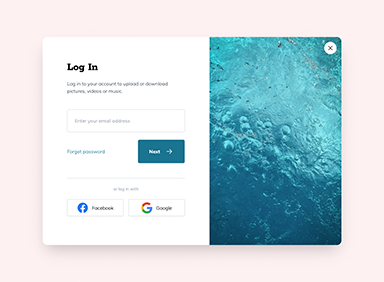 Log In
Log in to your account to upload or download
pictures, videos or music.
Enter your email address
Forgot password
Next
or log in with
Facebook
Google